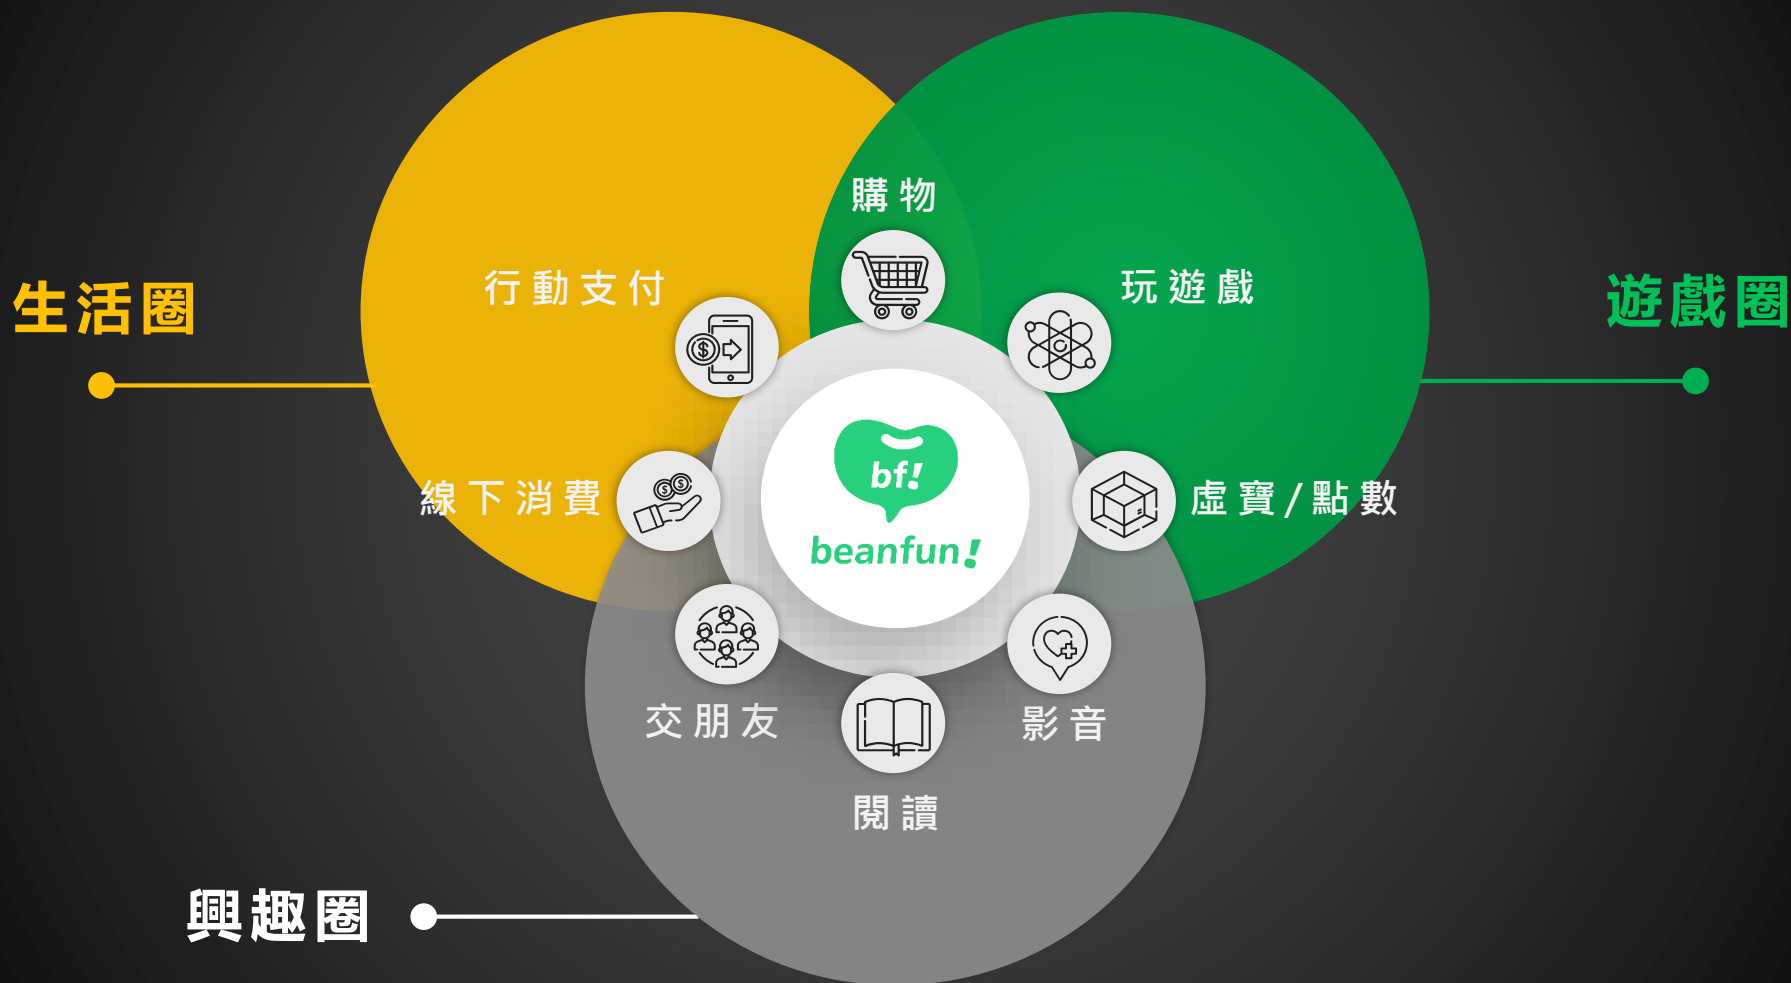 購物
行動支付
玩遊戲
生活圈
遊戲圈
線下消費
bf!
beanfun!
虛寶/點數
交朋友
影音
閱讀
興趣圈